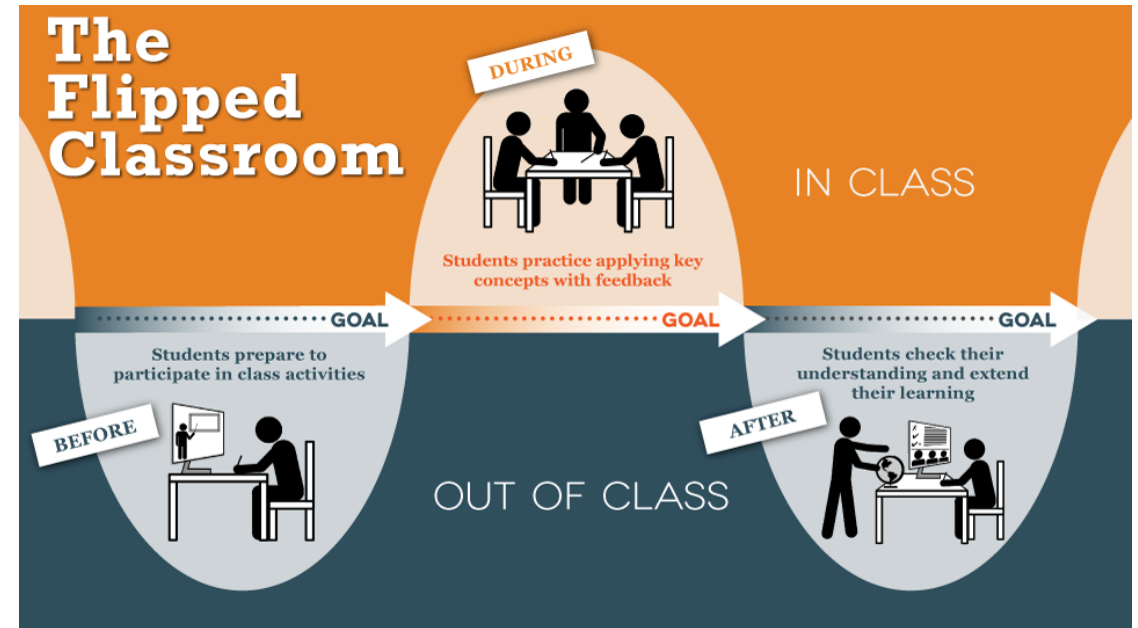 The
Flipped
Classroom
DURING
IN CLASS
Students practice applying key
concepts with feedback
GOAL
GOAL
GOAL
Students prepare to
participate in class activities
BEFORE
Students check their
understanding and extend
their learning
AFTER
OUT OF CLASS